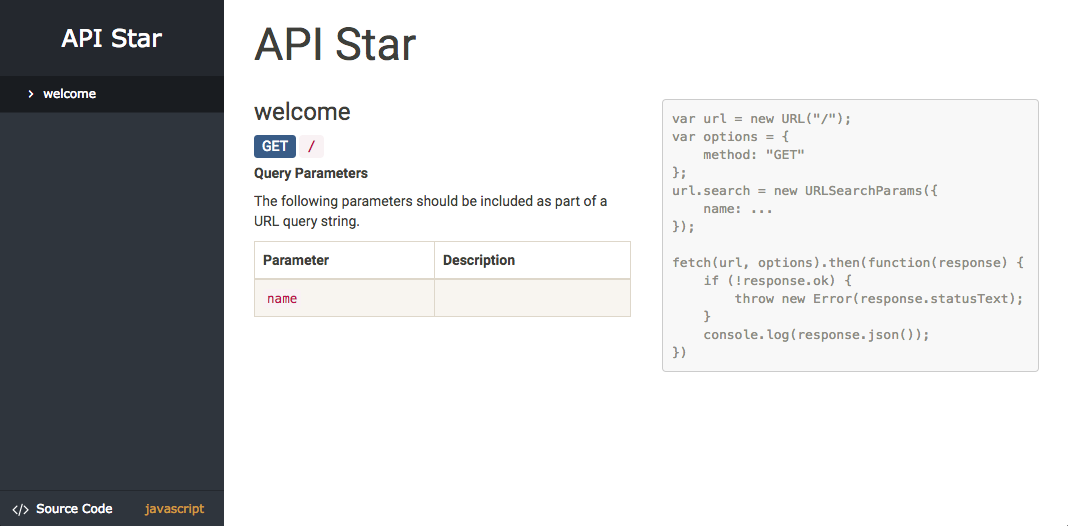 API Star
welcome
</> Source Code javascript
API Star
welcome
GET /
Query Parameters
The following parameters should be included as part of a
URL query string.
Parameter Description
name
var url = new URL("/");
var options = {
    method: "GET"
};
url.search = new URLSearchParams({
    name: ...
});

fetch(url, options).then(function(response) {
    if (!response.ok) {
        throw new Error(response.statusText);
    }
    console.log(response.json());
})